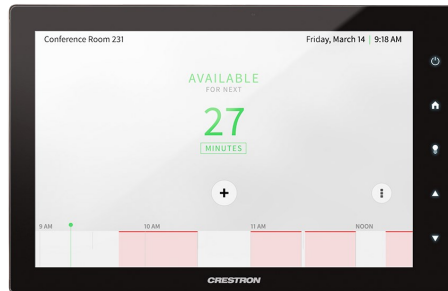 Conference Room 231
Friday, March 14 | 9:18 AM
AVAILABLE
FOR NEXT
27
MINUTES
9 AM
10 AM
11 AM
NOON
CRESTRON